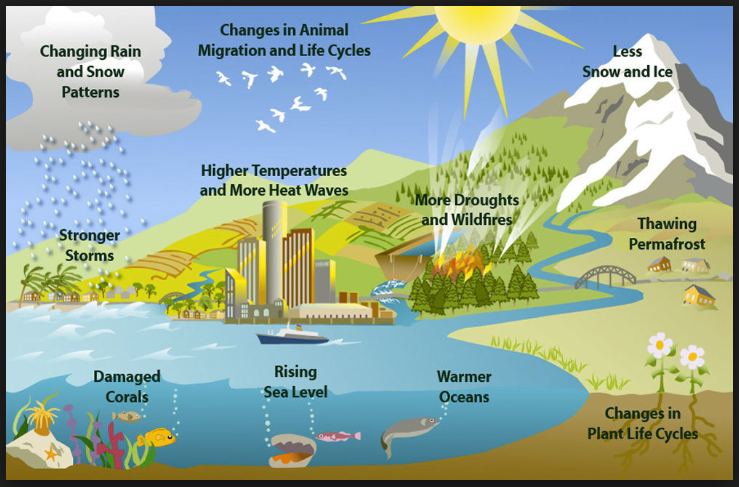 Changing Rain
and Snow
Patterns
Changes in Animal
Migration and Life Cycles
Less
Snow and Ice
Higher Temperatures
and More Heat Waves
More Droughts
and Wildfires
Stronger
Storms
Thawing
Permafrost
Damaged
Corals
Rising
Sea Level
Warmer
Oceans
Changes in
Plant Life Cycles